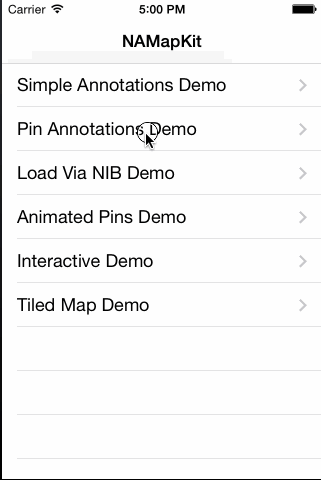 Carrier 5:00 PM
NAMapKit
Simple Annotations Demo
Pin Annotations Demo
Load Via NIB Demo
Animated Pins Demo
Interactive Demo
Tiled Map Demo